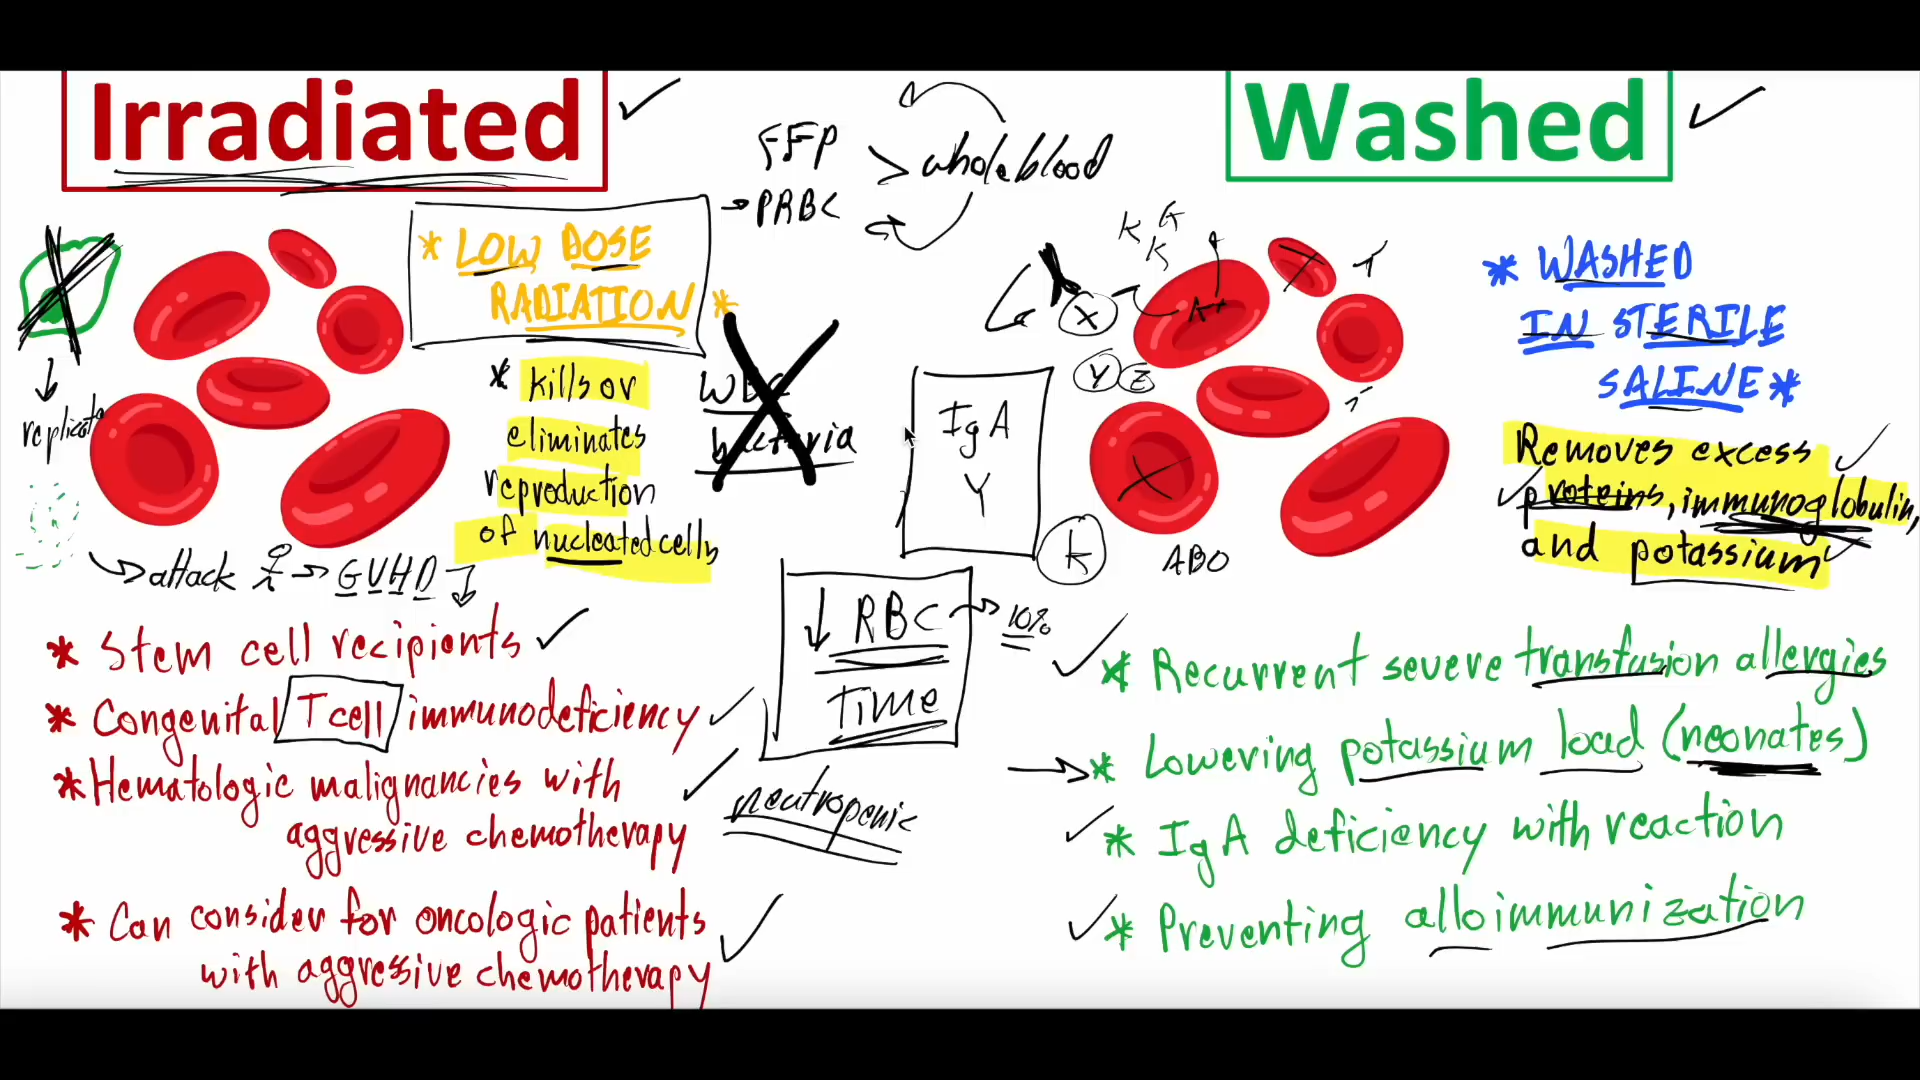 Irradiated
FFP
PRBC
> whole blood
Washed
* LOW DOSE
RADIATION *
* kills or
eliminates
reproduction
of nucleated cells
WBC
bacteria
replicate
→ attack → GVHD ↓
* Stem cell recipients
* Congenital T cell immunodeficiency
* Hematologic malignancies with
aggressive chemotherapy
* Can consider for oncologic patients
with aggressive chemotherapy
IgA
Y
K
↓ RBC → 10%
Time
neutropenic
K
K
X
Y Z
K+
ABO
* WASHED
IN STERILE
SALINE *
Removes excess
proteins, immunoglobulin,
and potassium
* Recurrent severe transfusion allergies
→ * Lowering potassium load (neonates)
* IgA deficiency with reaction
* Preventing alloimmunization